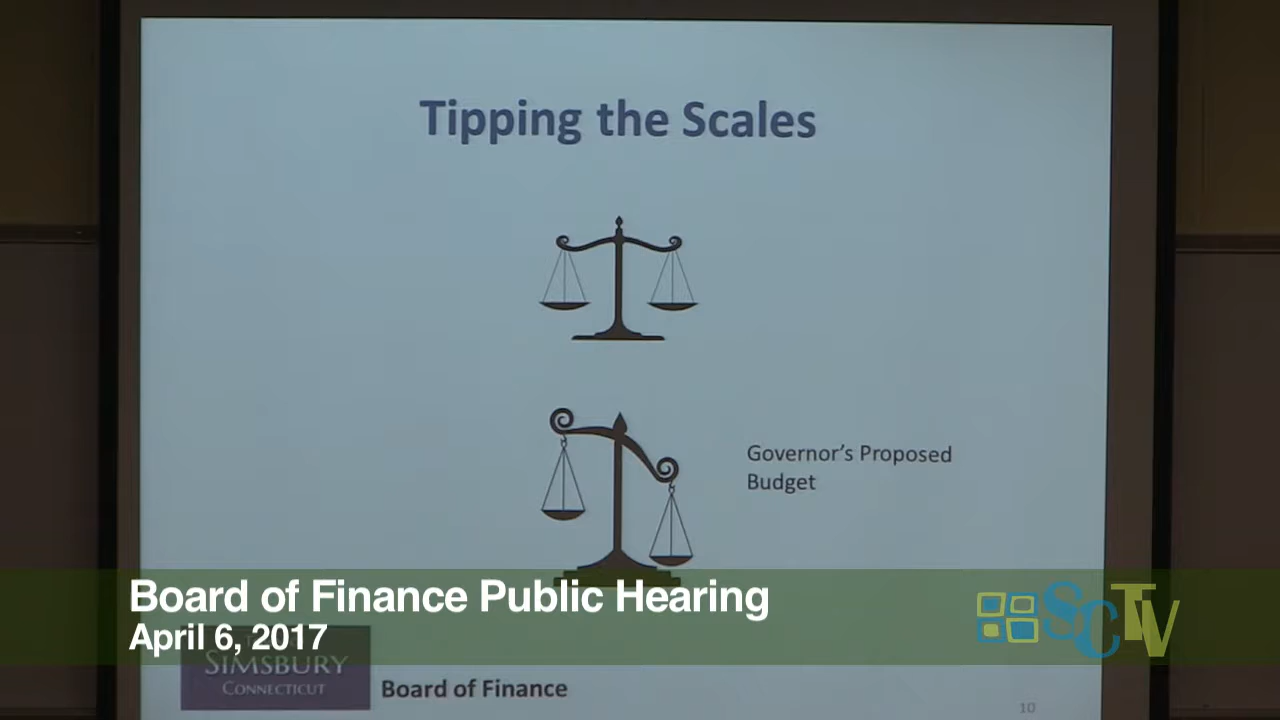 Tipping the Scales
Governor's Proposed
Budget
Board of Finance Public Hearing
April 6, 2017
SCTV
SIMSBURY
CONNECTICUT
Board of Finance
10